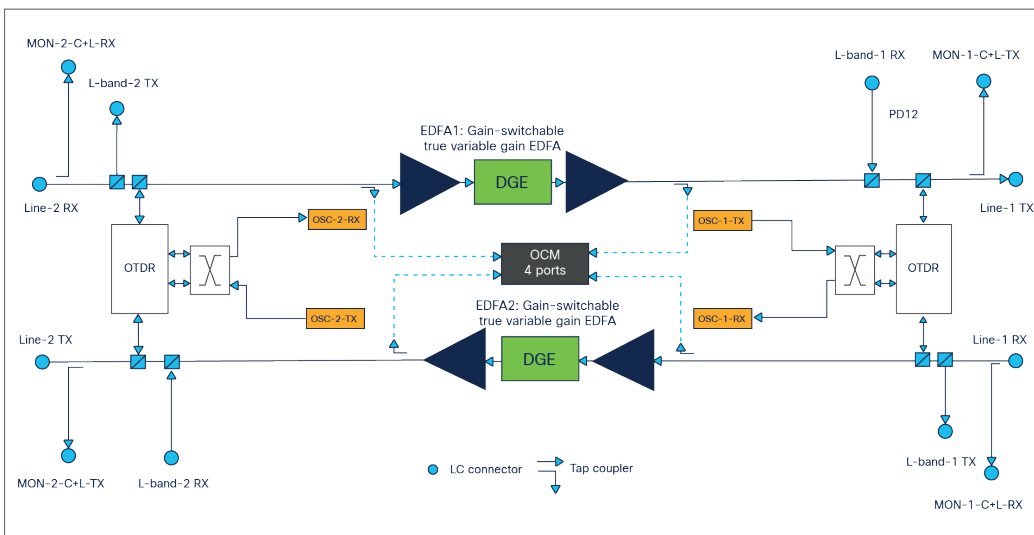 MON-2-C+L-RX
L-band-2 TX
L-band-1 RX
MON-1-C+L-TX
PD12
EDFA1: Gain-switchable
true variable gain EDFA
DGE
Line-2 RX
Line-1 TX
OSC-2-RX
OSC-1-TX
OTDR
OCM
4 ports
OTDR
OSC-2-TX
OSC-1-RX
EDFA2: Gain-switchable
true variable gain EDFA
Line-2 TX
Line-1 RX
DGE
MON-2-C+L-TX
L-band-2 RX
LC connector
Tap coupler
L-band-1 TX
MON-1-C+L-RX